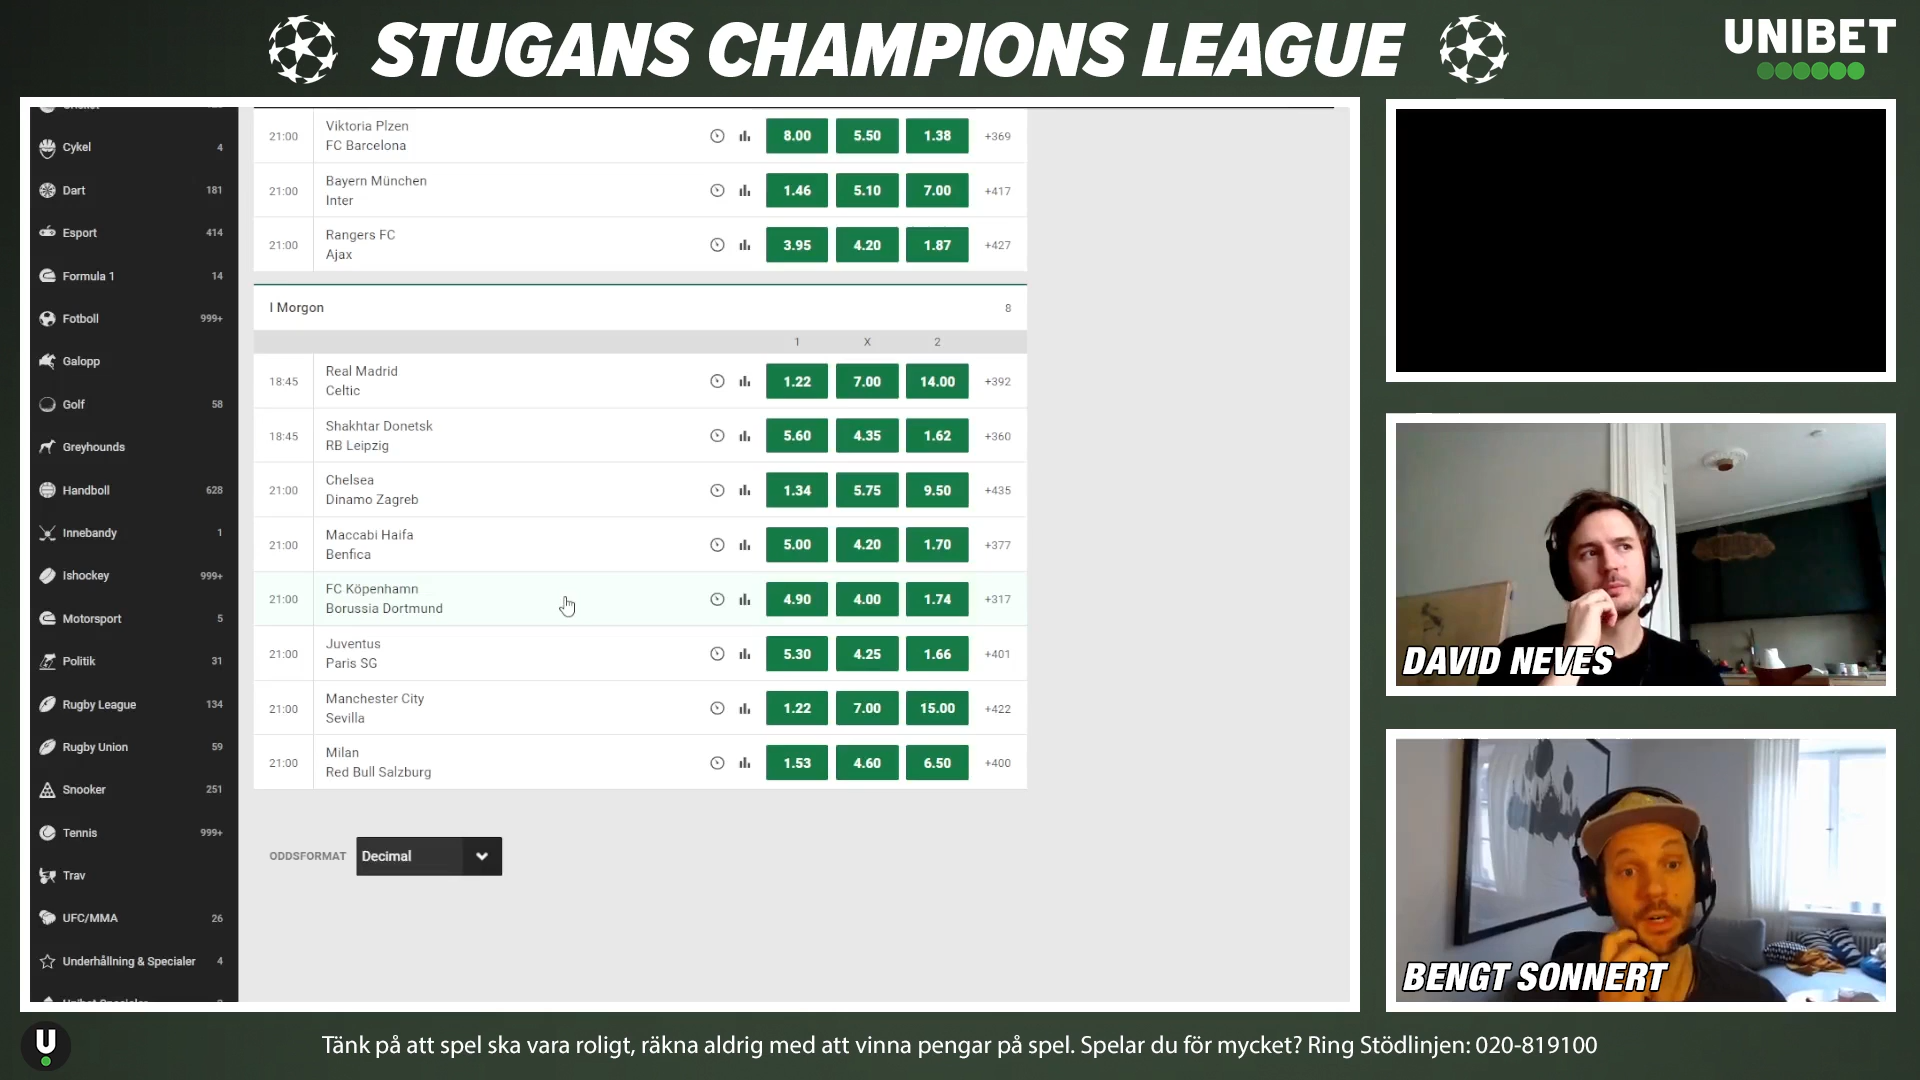 STUGANS CHAMPIONS LEAGUE
UNIBET
Cykel 4
Dart 181
Esport 414
Formula 1 14
Fotboll 999+
Galopp
Golf 58
Greyhounds
Handboll 628
Innebandy 1
Ishockey 999+
Motorsport 5
Politik 31
Rugby League 134
Rugby Union 59
Snooker 251
Tennis 999+
Trav
UFC/MMA 26
Underhållning & Specialer 4
21:00 Viktoria Plzen 8.00 5.50 1.38 +369
FC Barcelona
21:00 Bayern München 1.46 5.10 7.00 +417
Inter
21:00 Rangers FC 3.95 4.20 1.87 +427
Ajax
I Morgon 8
1 X 2
18:45 Real Madrid 1.22 7.00 14.00 +392
Celtic
18:45 Shakhtar Donetsk 5.60 4.35 1.62 +360
RB Leipzig
21:00 Chelsea 1.34 5.75 9.50 +435
Dinamo Zagreb
21:00 Maccabi Haifa 5.00 4.20 1.70 +377
Benfica
21:00 FC Köpenhamn 4.90 4.00 1.74 +317
Borussia Dortmund
21:00 Juventus 5.30 4.25 1.66 +401
Paris SG
21:00 Manchester City 1.22 7.00 15.00 +422
Sevilla
21:00 Milan 1.53 4.60 6.50 +400
Red Bull Salzburg
ODDSFORMAT Decimal
DAVID NEVES
BENGT SONNERT
U
Tänk på att spel ska vara roligt, räkna aldrig med att vinna pengar på spel. Spelar du för mycket? Ring Stödlinjen: 020-819100